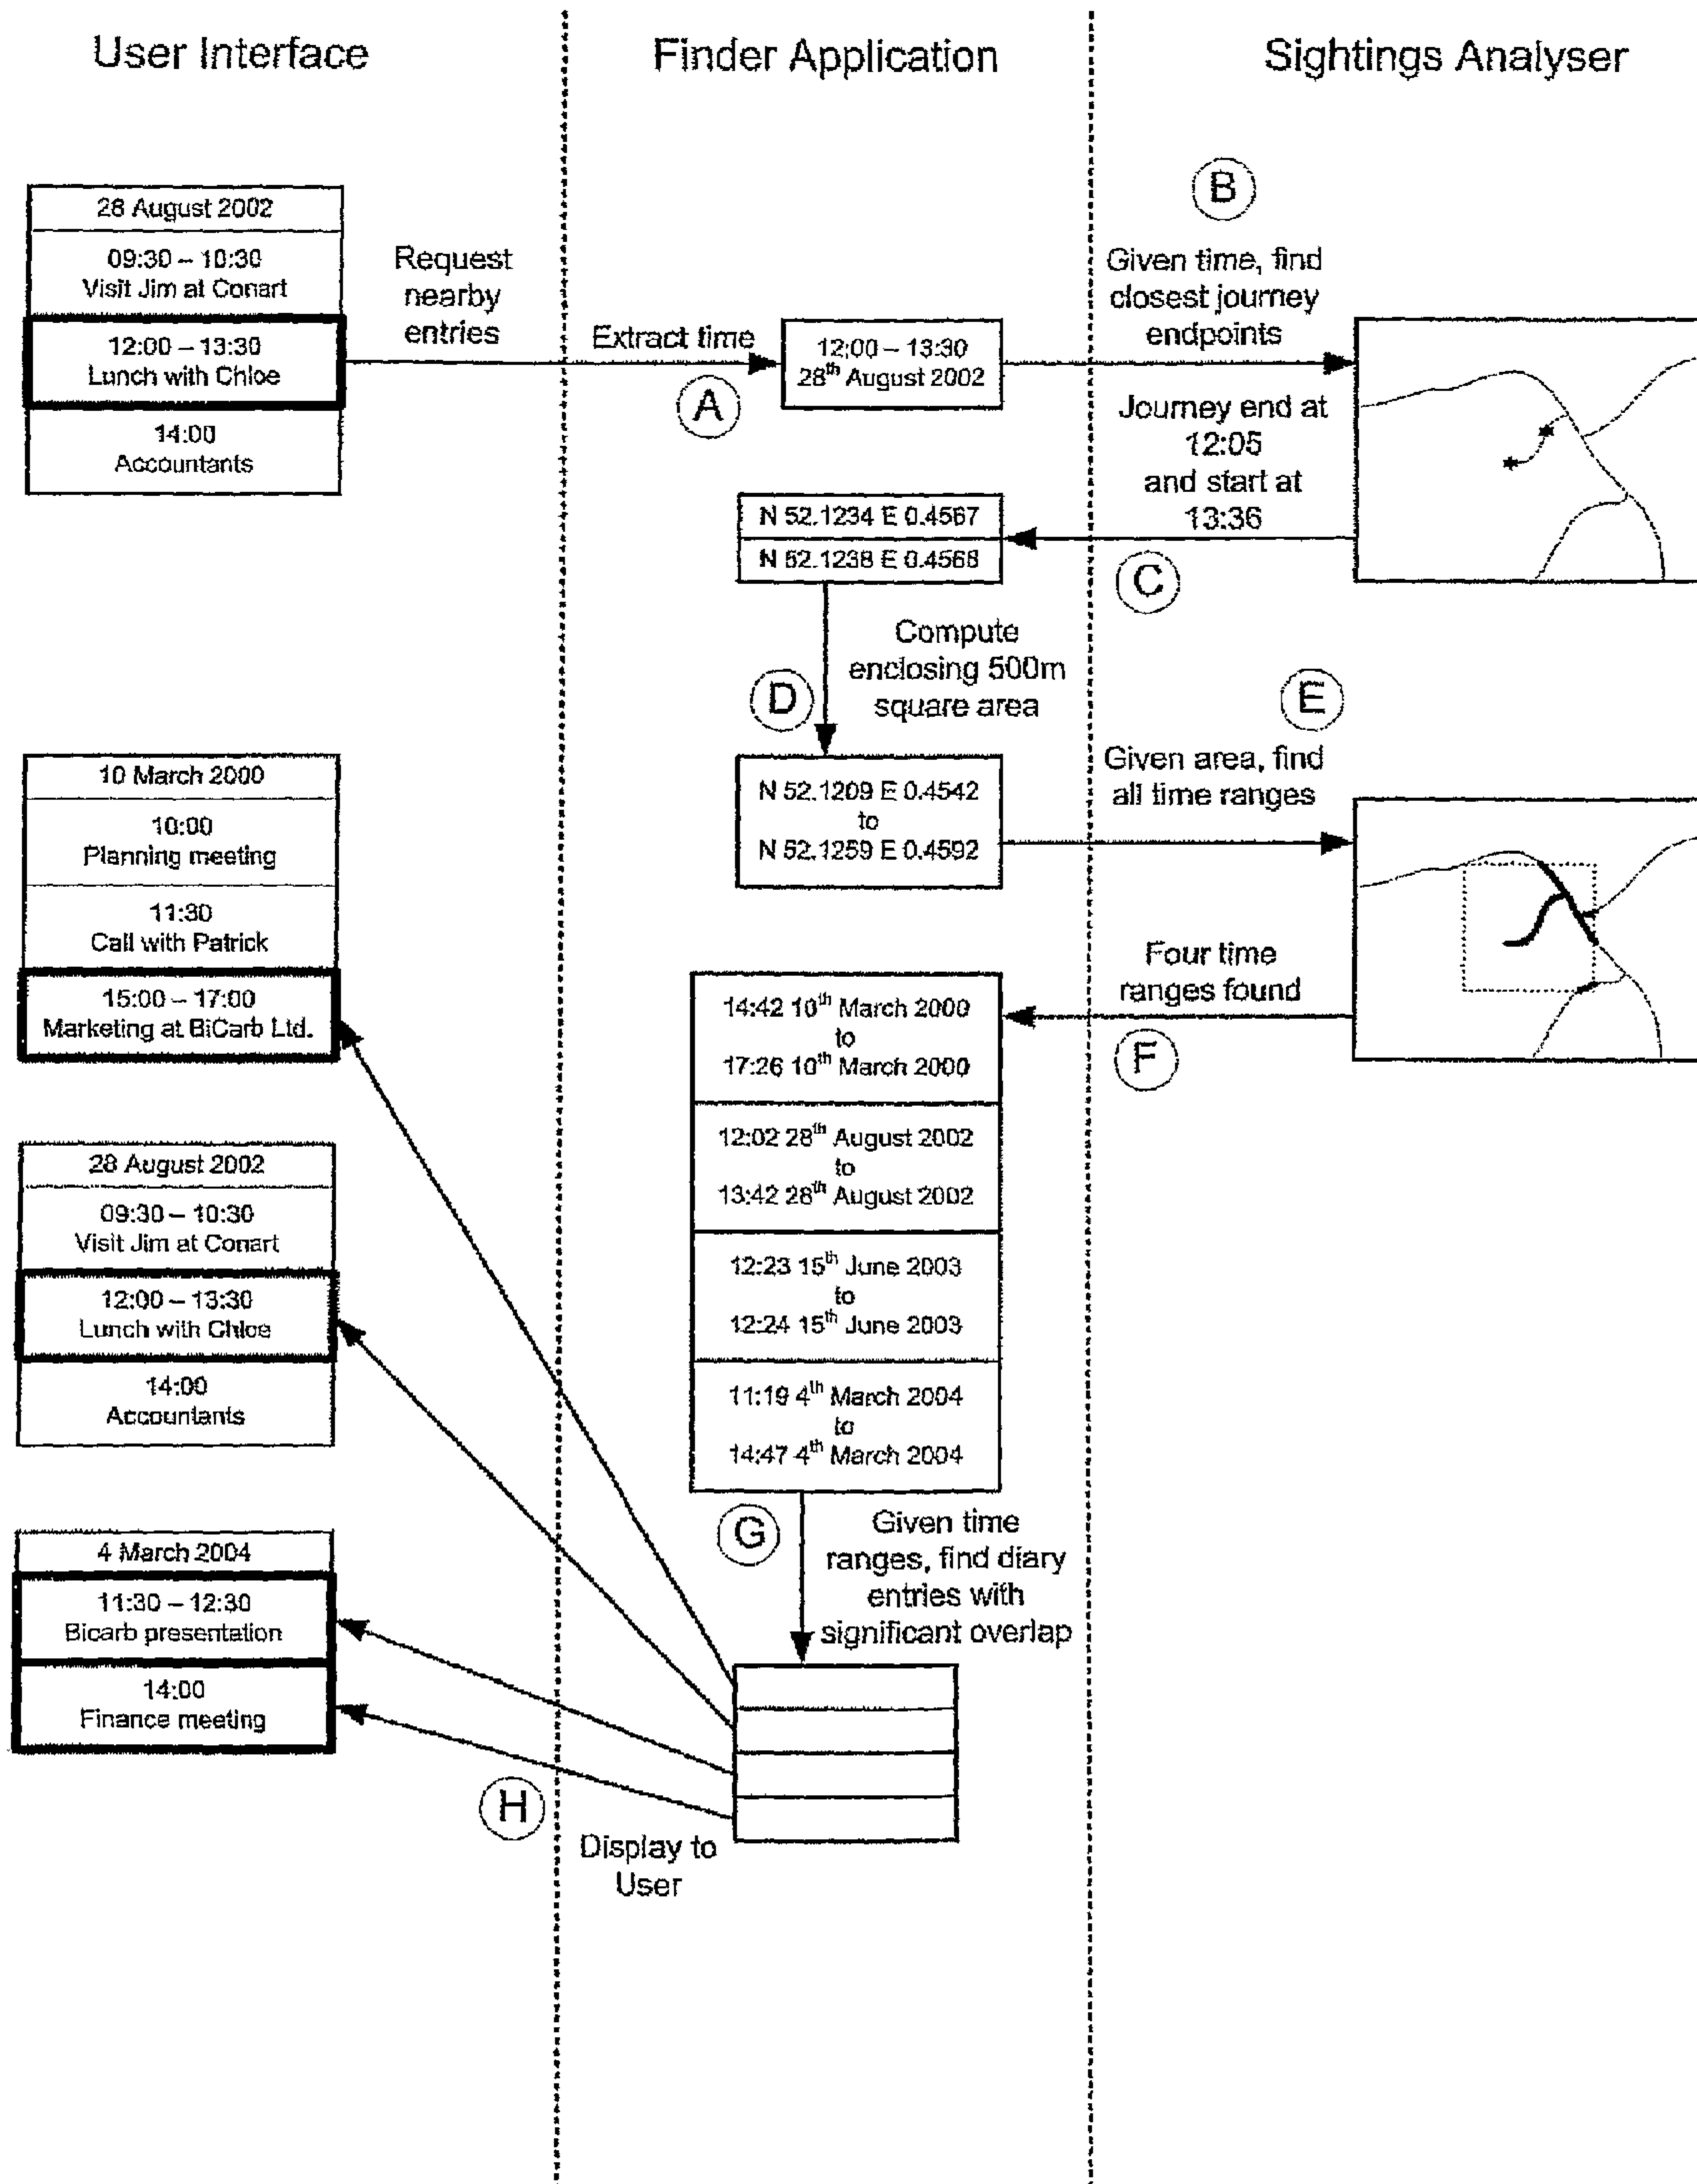 User Interface
Finder Application
Sightings Analyser
28 August 2002
09:30 – 10:30
Visit Jim at Conart
12:00 – 13:30
Lunch with Chloe
14:00
Accountants
Request
nearby
entries
Extract time
A
12:00 – 13:30
28th August 2002
B
Given time, find
closest journey
endpoints
Journey end at
12:05
and start at
13:36
C
N 52.1234 E 0.4567
N 52.1238 E 0.4568
D
Compute
enclosing 500m
square area
N 52.1209 E 0.4542
to
N 52.1259 E 0.4592
E
Given area, find
all time ranges
Four time
ranges found
F
10 March 2000
10:00
Planning meeting
11:30
Call with Patrick
15:00 – 17:00
Marketing at BiCarb Ltd.
14:42 10th March 2000
to
17:26 10th March 2000
12:02 28th August 2002
to
13:42 28th August 2002
12:23 15th June 2003
to
12:24 15th June 2003
11:19 4th March 2004
to
14:47 4th March 2004
28 August 2002
09:30 – 10:30
Visit Jim at Conart
12:00 – 13:30
Lunch with Chloe
14:00
Accountants
G
Given time
ranges, find diary
entries with
significant overlap
4 March 2004
11:30 – 12:30
Bicarb presentation
14:00
Finance meeting
H
Display to
User